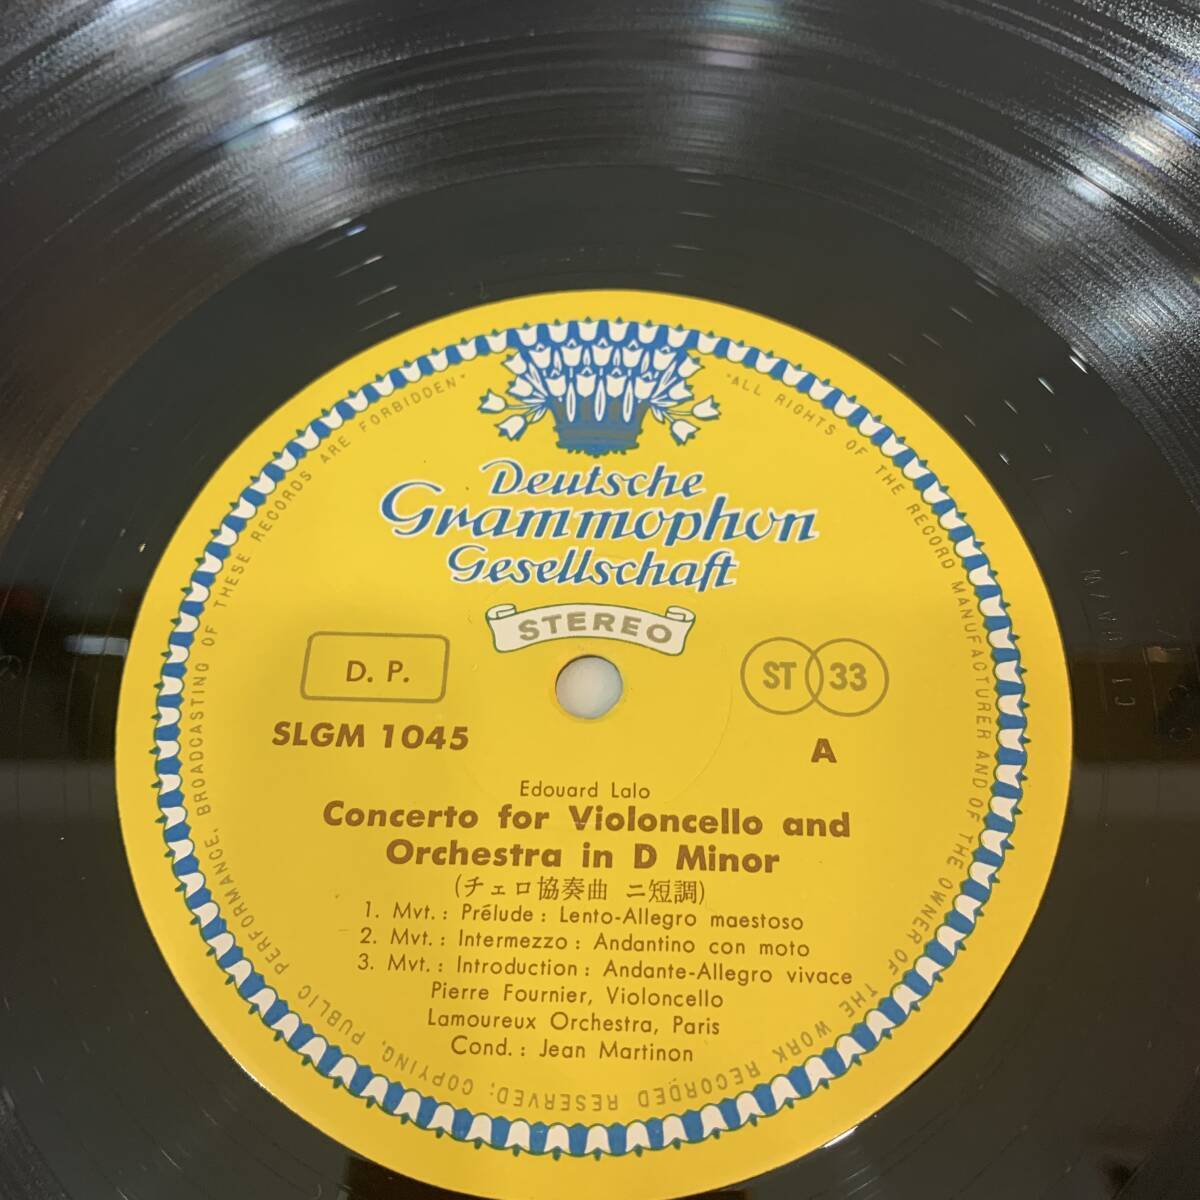 "ALL RIGHTS OF THE RECORD MANUFACTURER AND OF THE OWNER OF THE WORK RECORDED RESERVED; COPYING, PUBLIC PERFORMANCE, BROADCASTING OF THESE RECORDS ARE FORBIDDEN"
Deutsche
Grammophon
Gesellschaft
STEREO
D. P.
ST 33
SLGM 1045
A
Edouard Lalo
Concerto for Violoncello and
Orchestra in D Minor
(チェロ協奏曲 ニ短調)
1. Mvt. : Prélude : Lento-Allegro maestoso
2. Mvt. : Intermezzo : Andantino con moto
3. Mvt. : Introduction : Andante-Allegro vivace
Pierre Fournier, Violoncello
Lamoureux Orchestra, Paris
Cond. : Jean Martinon